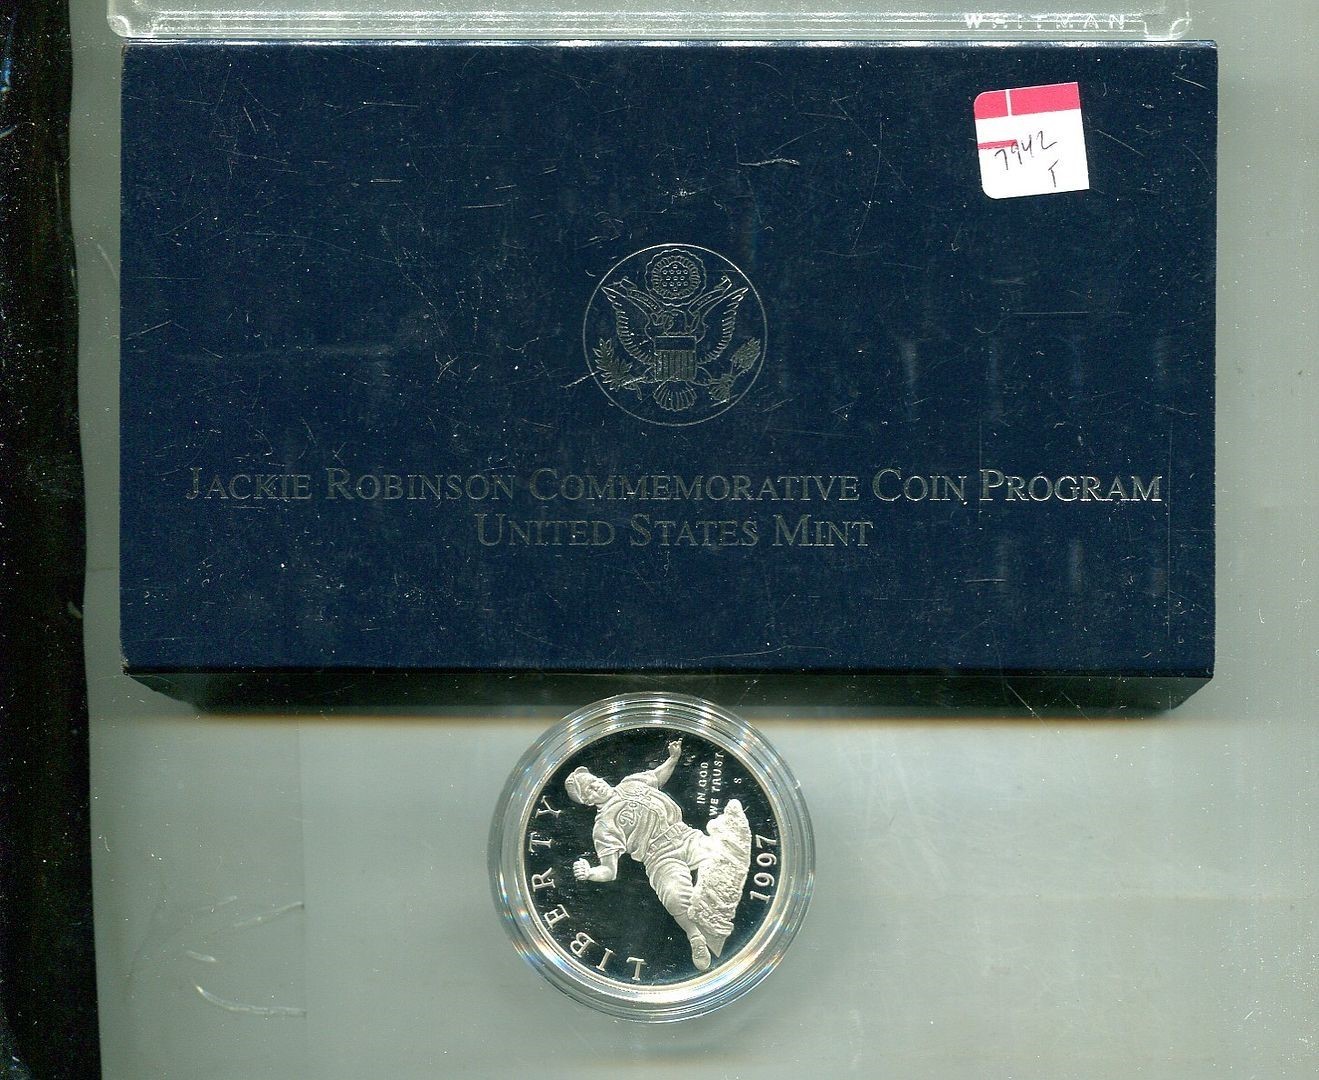 WHITMAN
7942
T
JACKIE ROBINSON COMMEMORATIVE COIN PROGRAM
UNITED STATES MINT
LIBERTY
IN GOD
WE TRUST
S
1997